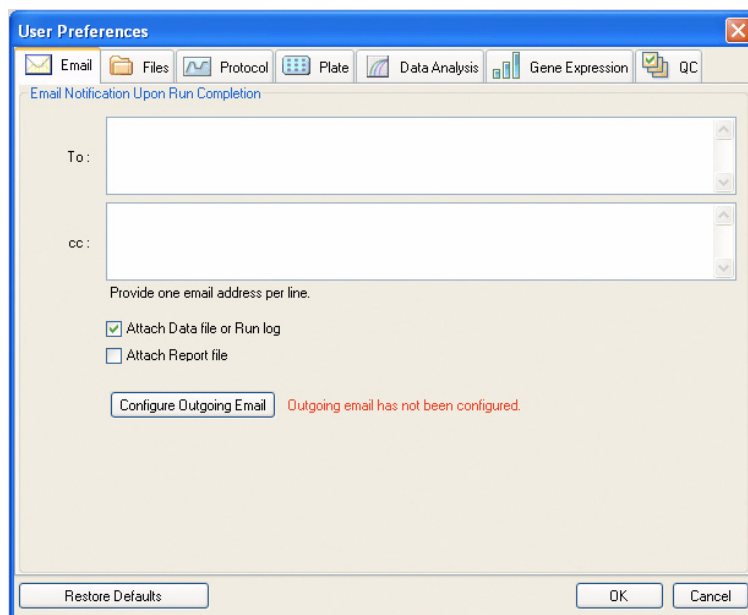 User Preferences
Email Files Protocol Plate Data Analysis Gene Expression QC
Email Notification Upon Run Completion
To :
cc :
Provide one email address per line.
Attach Data file or Run log
Attach Report file
Configure Outgoing Email Outgoing email has not been configured.
Restore Defaults OK Cancel